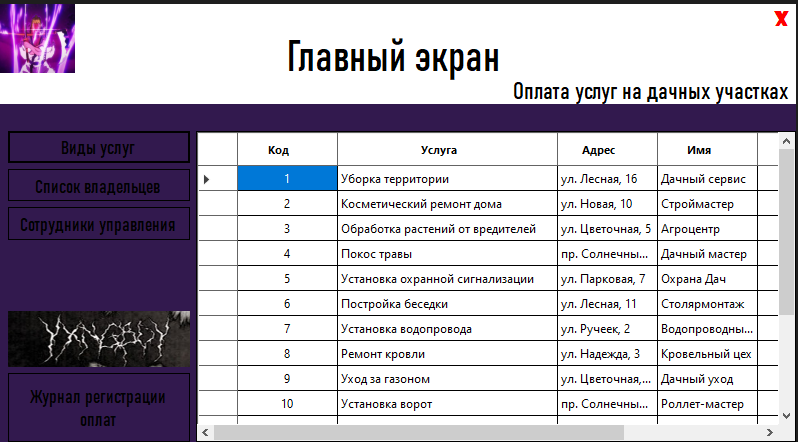 X
Главный экран
Оплата услуг на дачных участках
Виды услуг
Список владельцев
Сотрудники управления
Журнал регистрации
оплат
Код Услуга Адрес Имя
1 Уборка территории ул. Лесная, 16 Дачный сервис
2 Косметический ремонт дома ул. Новая, 10 Строймастер
3 Обработка растений от вредителей ул. Цветочная, 5 Агроцентр
4 Покос травы пр. Солнечны... Дачный мастер
5 Установка охранной сигнализации ул. Парковая, 7 Охрана Дач
6 Постройка беседки ул. Лесная, 11 Столярмонтаж
7 Установка водопровода ул. Ручеек, 2 Водопроводны...
8 Ремонт кровли ул. Надежда, 3 Кровельный цех
9 Уход за газоном ул. Цветочная,... Дачный уход
10 Установка ворот пр. Солнечны... Роллет-мастер